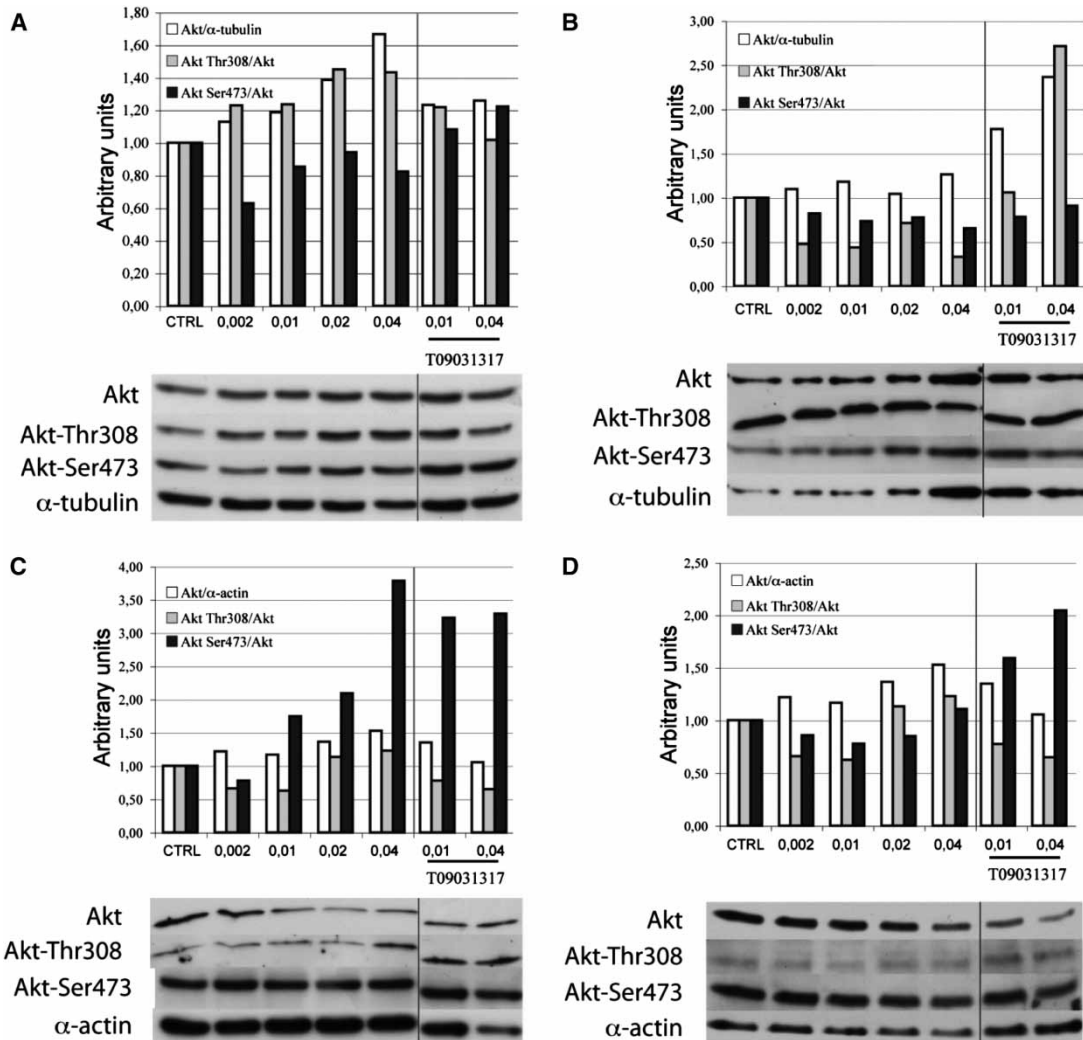 A
Arbitrary units
1,80
1,60
1,40
1,20
1,00
0,80
0,60
0,40
0,20
0,00
Akt/α-tubulin
Akt Thr308/Akt
Akt Ser473/Akt
CTRL 0,002 0,01 0,02 0,04 0,01 0,04
T09031317
Akt
Akt-Thr308
Akt-Ser473
α-tubulin
B
Arbitrary units
3,00
2,50
2,00
1,50
1,00
0,50
0,00
Akt/α-tubulin
Akt Thr308/Akt
Akt Ser473/Akt
CTRL 0,002 0,01 0,02 0,04 0,01 0,04
T09031317
Akt
Akt-Thr308
Akt-Ser473
α-tubulin
C
Arbitrary units
4,00
3,50
3,00
2,50
2,00
1,50
1,00
0,50
0,00
Akt/α-actin
Akt Thr308/Akt
Akt Ser473/Akt
CTRL 0,002 0,01 0,02 0,04 0,01 0,04
T09031317
Akt
Akt-Thr308
Akt-Ser473
α-actin
D
Arbitrary units
2,50
2,00
1,50
1,00
0,50
0,00
Akt/α-actin
Akt Thr308/Akt
Akt Ser473/Akt
CTRL 0,002 0,01 0,02 0,04 0,01 0,04
T09031317
Akt
Akt-Thr308
Akt-Ser473
α-actin